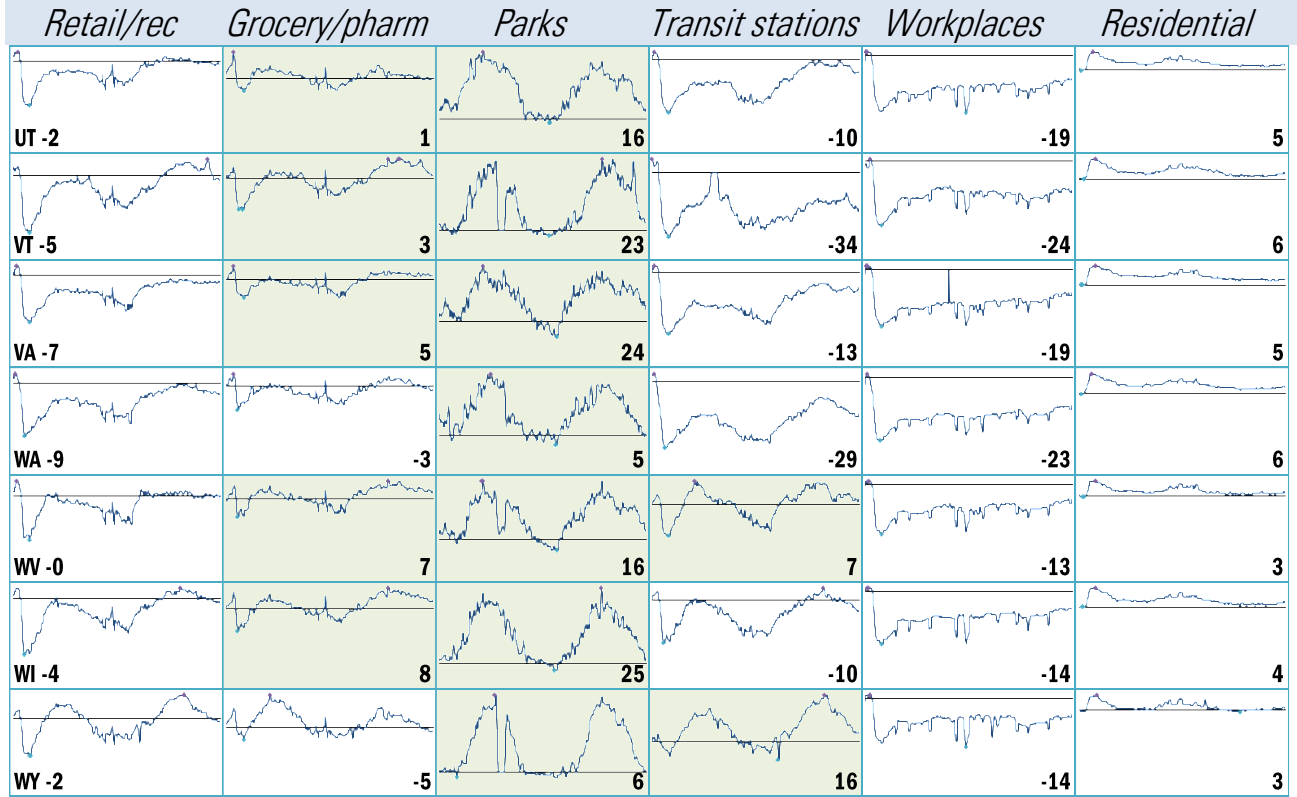 Retail/rec Grocery/pharm Parks Transit stations Workplaces Residential
UT -2 1 16 -10 -19 5
VT -5 3 23 -34 -24 6
VA -7 5 24 -13 -19 5
WA -9 -3 5 -29 -23 6
WV -0 7 16 7 -13 3
WI -4 8 25 -10 -14 4
WY -2 -5 6 16 -14 3